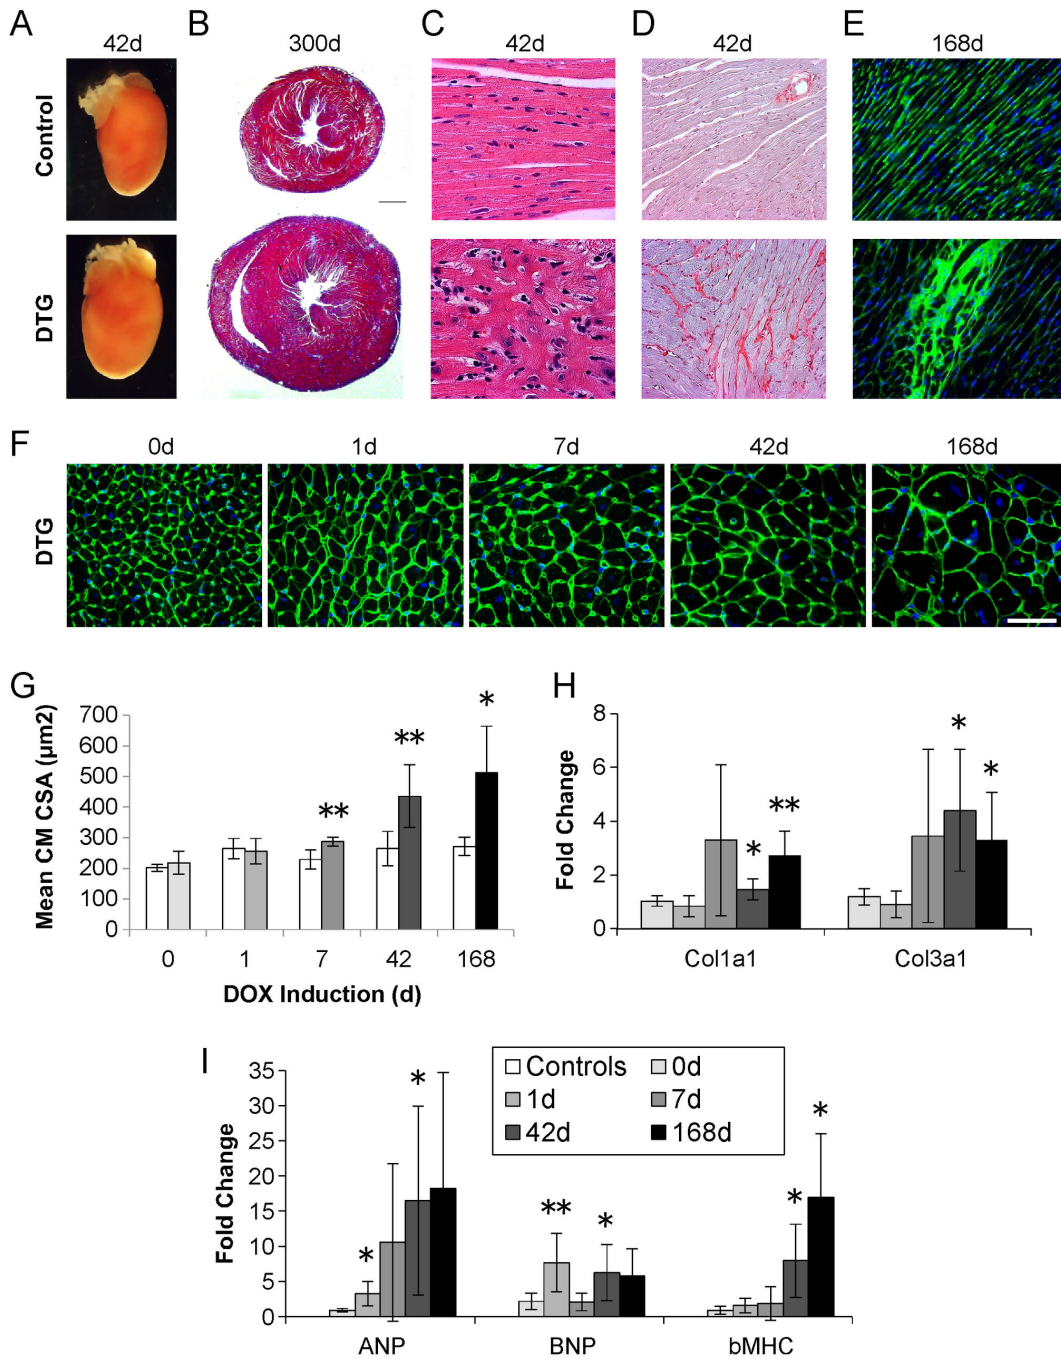 A
42d
B
300d
C
42d
D
42d
E
168d
Control
DTG
F
0d
1d
7d
42d
168d
DTG
G
Mean CM CSA (µm2)
700
600
500
400
300
200
100
0
** ** *
0 1 7 42 168
DOX Induction (d)
H
Fold Change
8
6
4
2
0
* ** * *
Col1a1 Col3a1
I
Fold Change
35
30
25
20
15
10
5
0
Controls 0d
1d 7d
42d 168d
* * ** * * *
ANP BNP bMHC